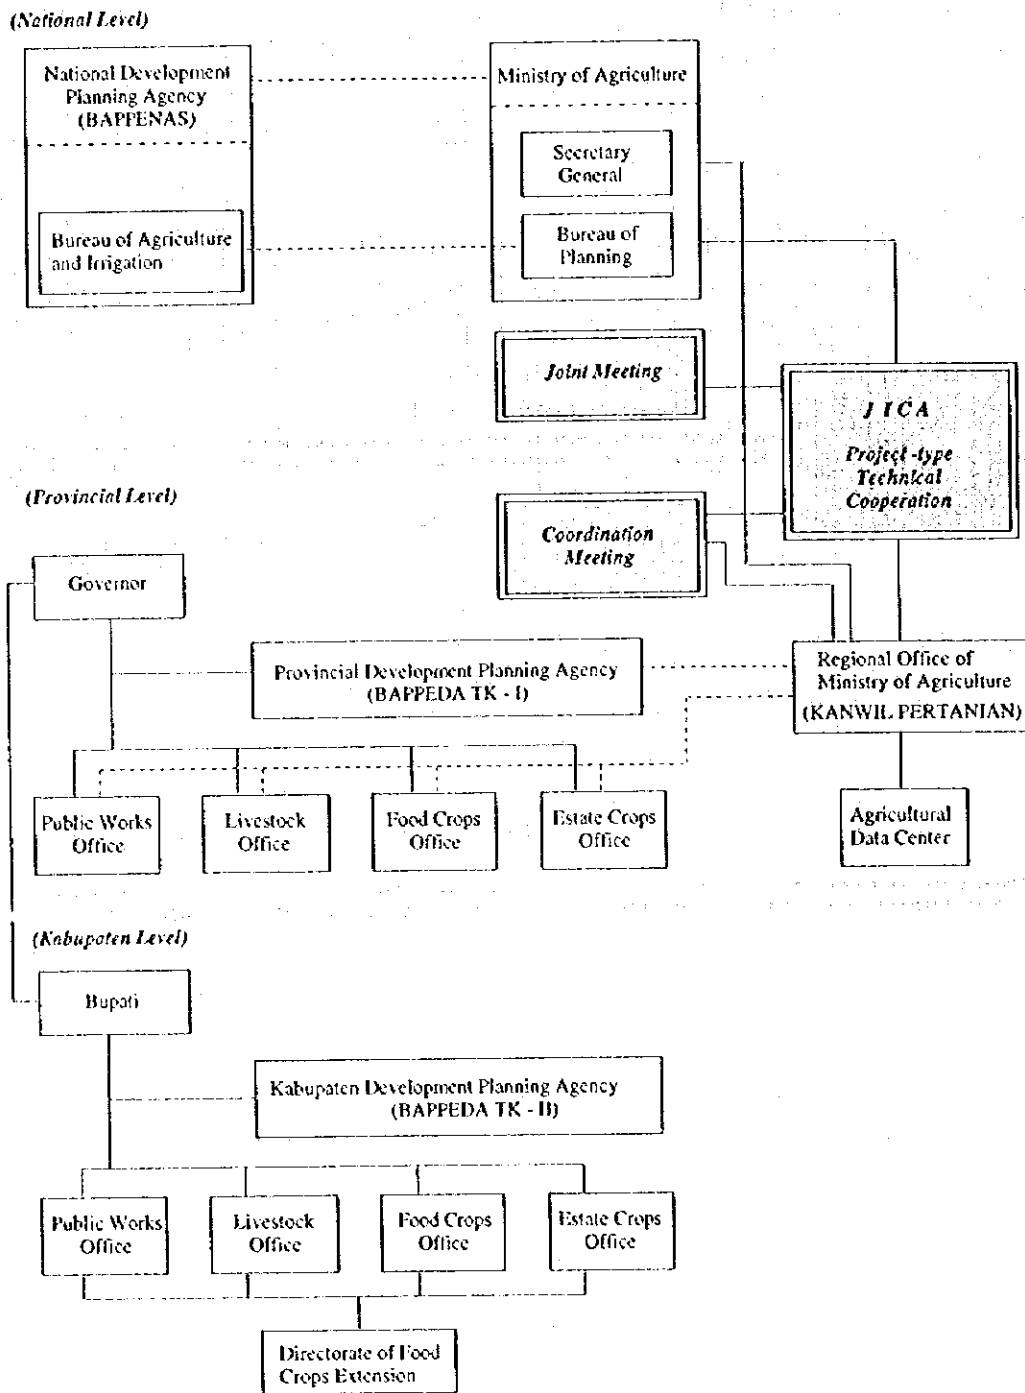 (National Level)
National Development
Planning Agency
(BAPPENAS)
Ministry of Agriculture
Secretary
General
Bureau of Agriculture
and Irrigation
Bureau of
Planning
Joint Meeting
JICA
Project-type
Technical
Cooperation
(Provincial Level)
Coordination
Meeting
Governor
Provincial Development Planning Agency
(BAPPEDA TK - I)
Regional Office of
Ministry of Agriculture
(KANWIL PERTANIAN)
Public Works
Office
Livestock
Office
Food Crops
Office
Estate Crops
Office
Agricultural
Data Center
(Kabupaten Level)
Bupati
Kabupaten Development Planning Agency
(BAPPEDA TK - II)
Public Works
Office
Livestock
Office
Food Crops
Office
Estate Crops
Office
Directorate of Food
Crops Extension